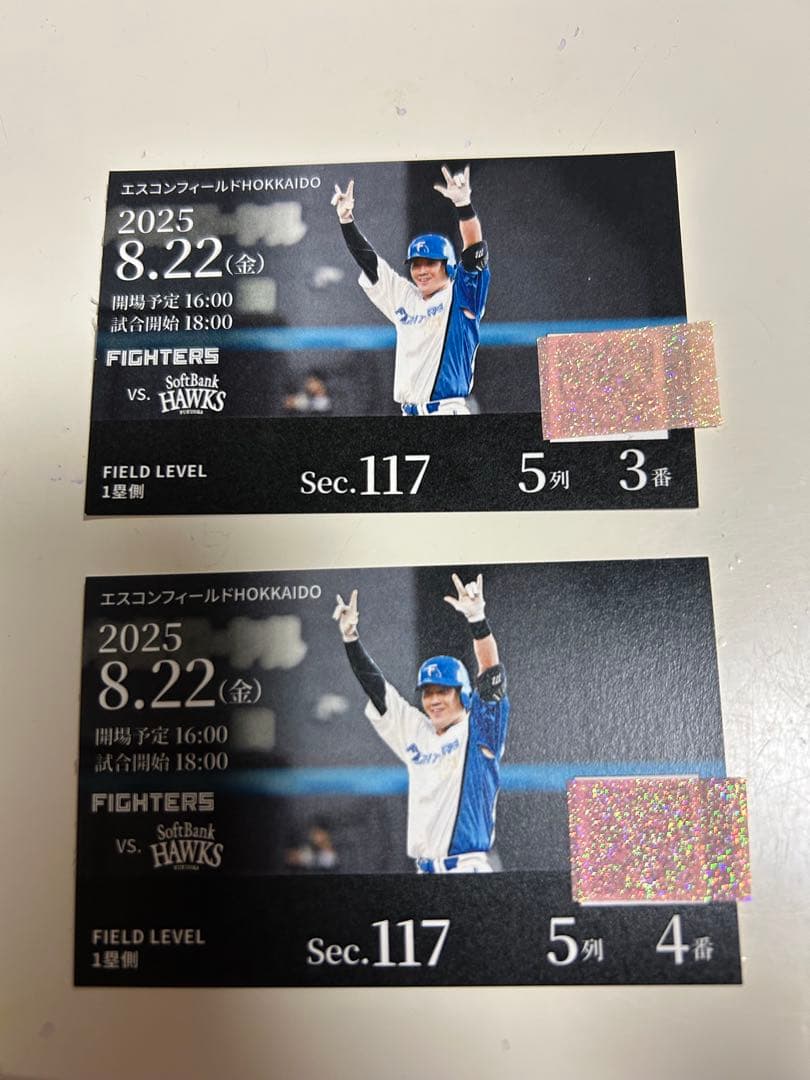 エスコンフィールドHOKKAIDO
2025
8.22(金)
開場予定 16:00
試合開始 18:00
FIGHTERS
VS. SoftBank
HAWKS
FUKUOKA
FIELD LEVEL
1塁側
Sec.117 5列 3番
FIGHTERS
エスコンフィールドHOKKAIDO
2025
8.22(金)
開場予定 16:00
試合開始 18:00
FIGHTERS
VS. SoftBank
HAWKS
FUKUOKA
FIELD LEVEL
1塁側
Sec.117 5列 4番
FIGHTERS